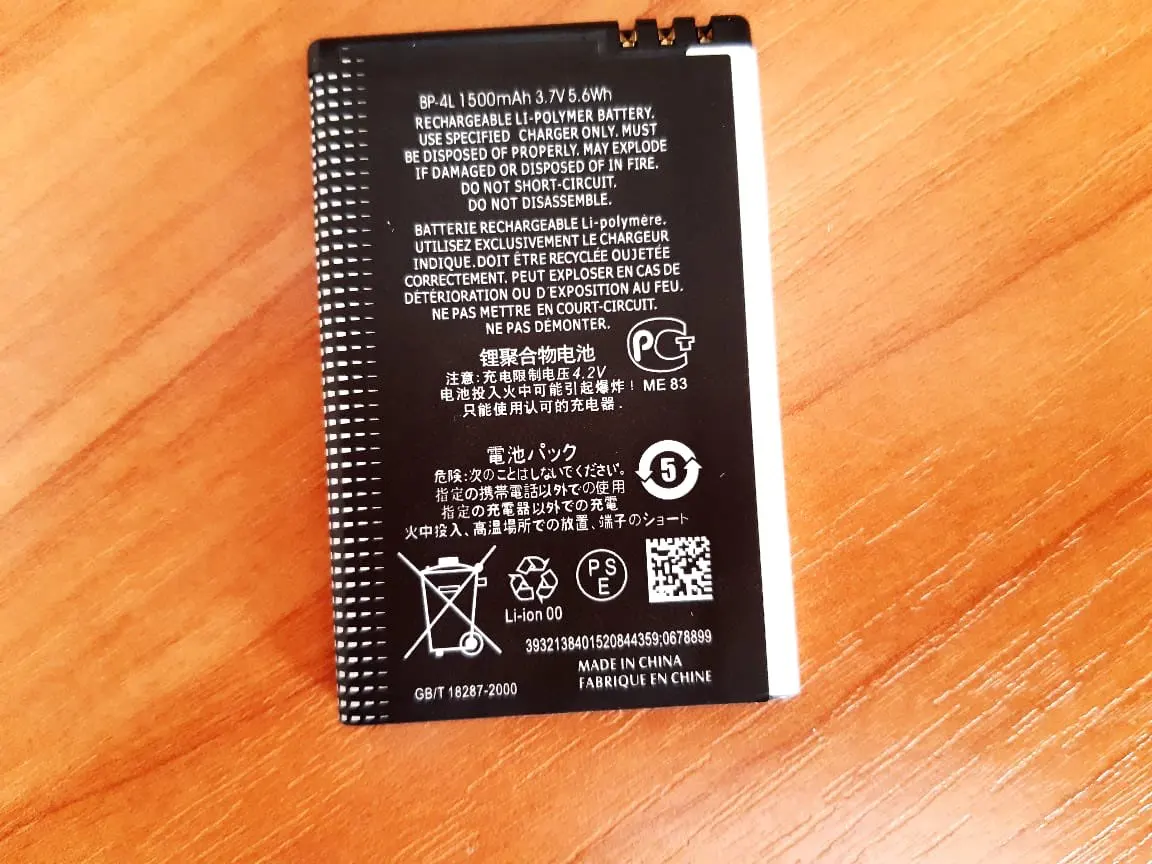 BP-4L 1500mAh 3.7V 5.6Wh
RECHARGEABLE LI-POLYMER BATTERY.
USE SPECIFIED CHARGER ONLY. MUST
BE DISPOSED OF PROPERLY. MAY EXPLODE
IF DAMAGED OR DISPOSED OF IN FIRE.
DO NOT SHORT-CIRCUIT.
DO NOT DISASSEMBLE.
BATTERIE RECHARGEABLE Li-polymère.
UTILISEZ EXCLUSIVEMENT LE CHARGEUR
INDIQUE.DOIT ÊTRE RECYCLÉE OUJETÉE
CORRECTEMENT. PEUT EXPLOSER EN CAS DE
DÉTÉRIORATION OU D'EXPOSITION AU FEU.
NE PAS METTRE EN COURT-CIRCUIT.
NE PAS DÉMONTER.
PCT
ME 83
锂聚合物电池
注意:充电限制电压4.2V
电池投入火中可能引起爆炸!
只能使用认可的充电器.
電池パック
危険:次のことはしないでください。
指定の携帯電話以外での使用
指定の充電器以外での充電
火中投入、高温場所での放置、端子のショート
5
Li-ion 00
PS
E
3932138401520844359;0678899
MADE IN CHINA
FABRIQUE EN CHINE
GB/T 18287-2000